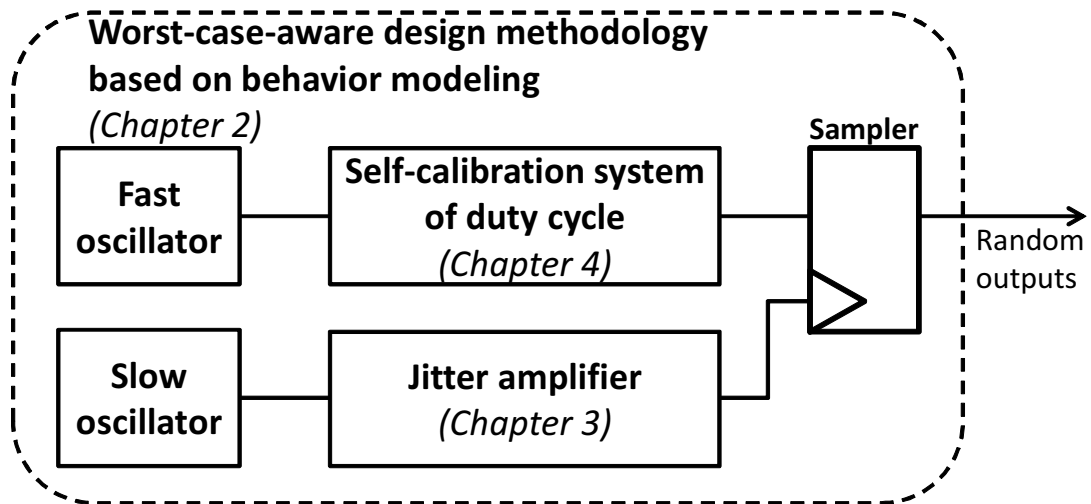 Worst-case-aware design methodology
based on behavior modeling
(Chapter 2)
Sampler
Fast
oscillator
Self-calibration system
of duty cycle
(Chapter 4)
Random
outputs
Slow
oscillator
Jitter amplifier
(Chapter 3)